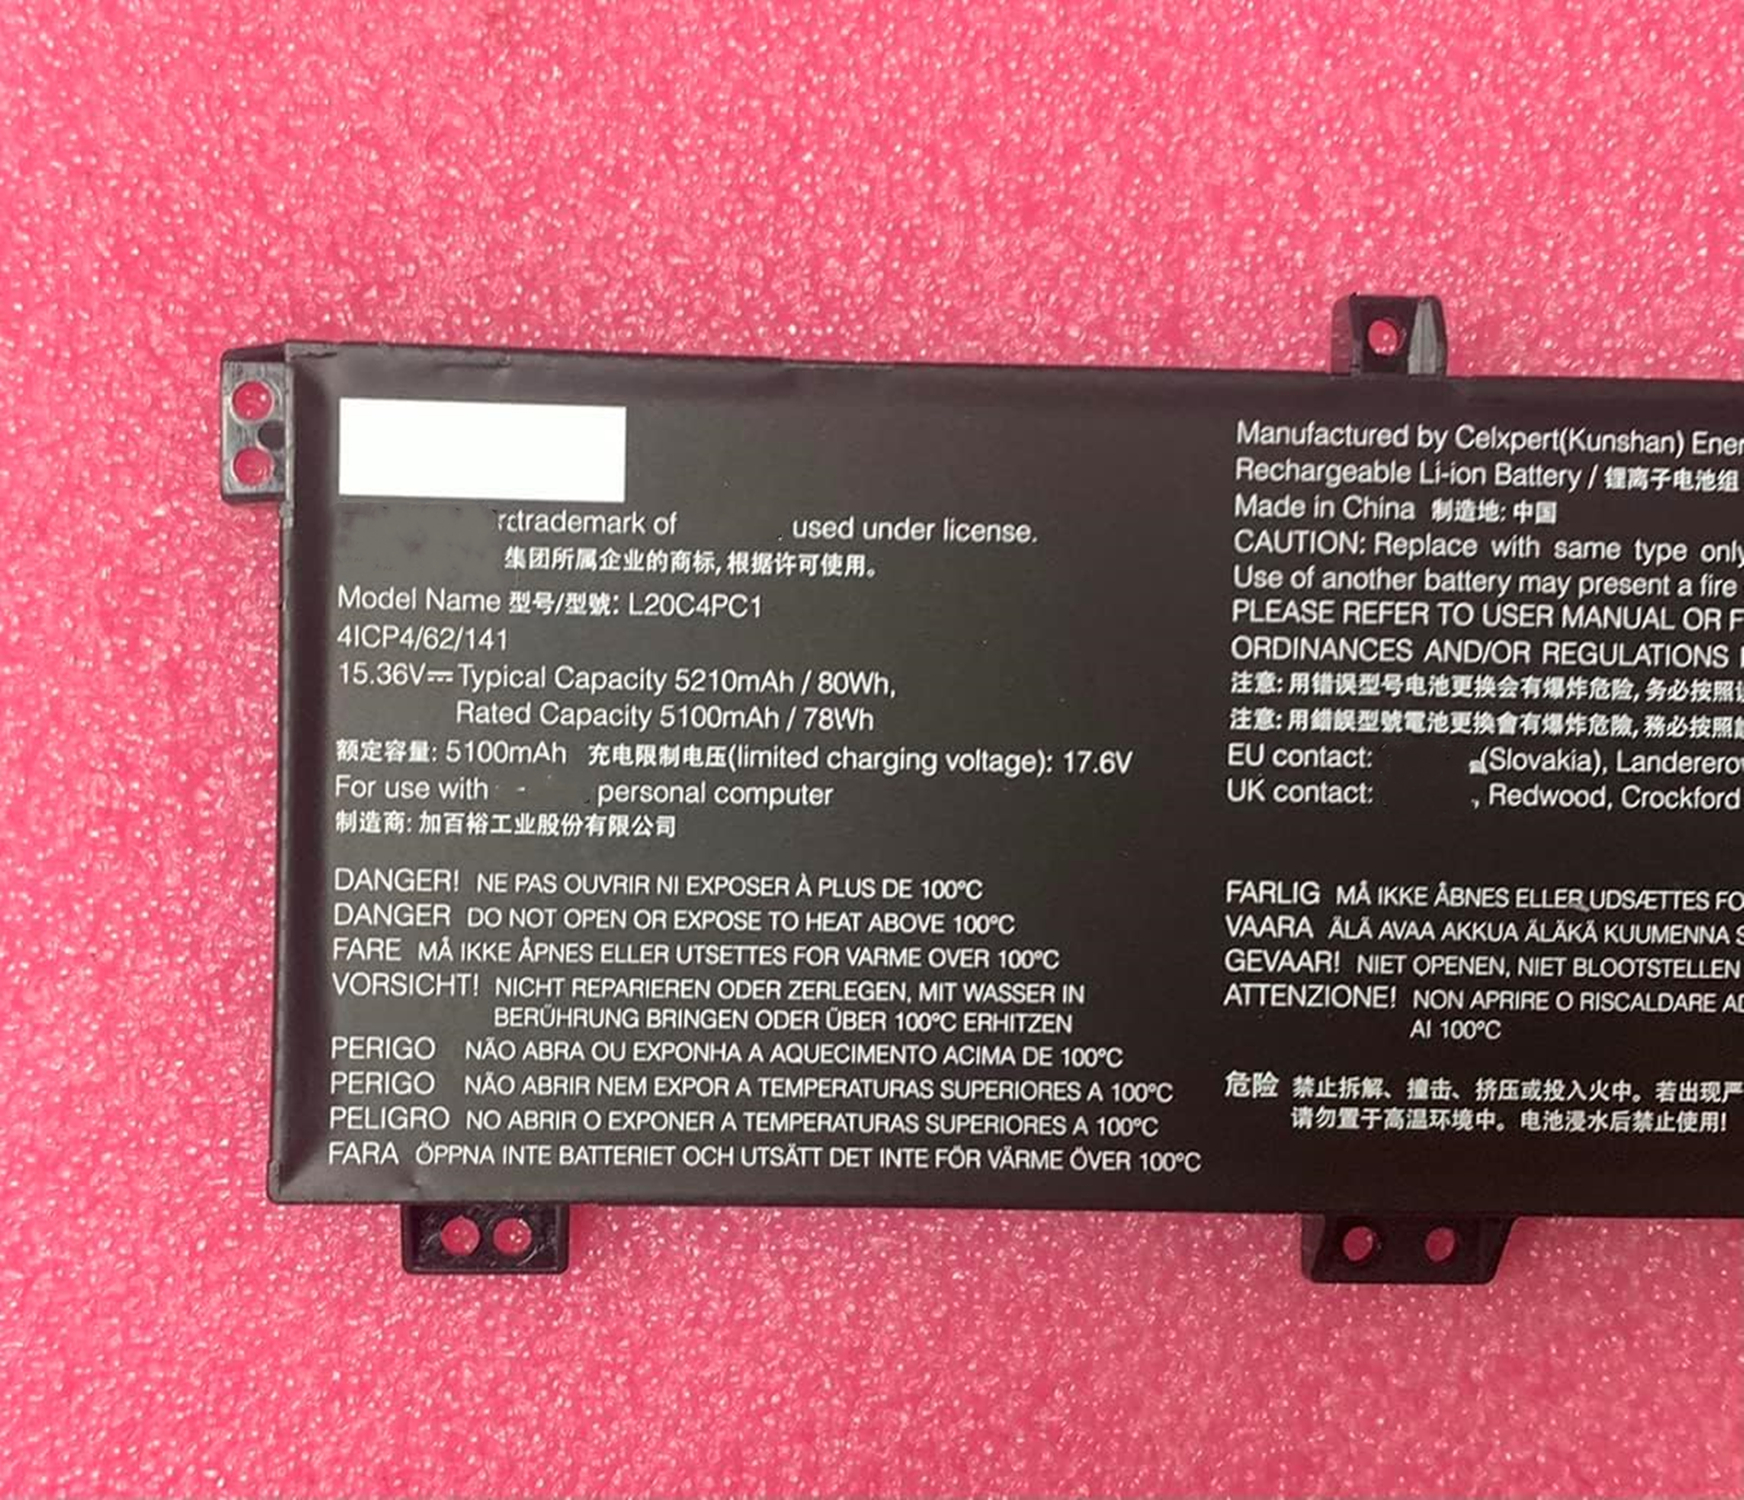 trademark of used under license.
集团所属企业的商标, 根据许可使用。
Model Name 型号/型號: L20C4PC1
4ICP4/62/141
15.36V⎓Typical Capacity 5210mAh / 80Wh,
Rated Capacity 5100mAh / 78Wh
额定容量: 5100mAh 充电限制电压(limited charging voltage): 17.6V
For use with - personal computer
制造商: 加百裕工业股份有限公司
DANGER! NE PAS OUVRIR NI EXPOSER À PLUS DE 100°C
DANGER DO NOT OPEN OR EXPOSE TO HEAT ABOVE 100°C
FARE MÅ IKKE ÅPNES ELLER UTSETTES FOR VARME OVER 100°C
VORSICHT! NICHT REPARIEREN ODER ZERLEGEN, MIT WASSER IN
BERÜHRUNG BRINGEN ODER ÜBER 100°C ERHITZEN
PERIGO NÃO ABRA OU EXPONHA A AQUECIMENTO ACIMA DE 100°C
PERIGO NÃO ABRIR NEM EXPOR A TEMPERATURAS SUPERIORES A 100°C
PELIGRO NO ABRIR O EXPONER A TEMPERATURAS SUPERIORES A 100°C
FARA ÖPPNA INTE BATTERIET OCH UTSÄTT DET INTE FÖR VÄRME ÖVER 100°C
Manufactured by Celxpert(Kunshan) Ener
Rechargeable Li-ion Battery / 锂离子电池组
Made in China 制造地: 中国
CAUTION: Replace with same type only
Use of another battery may present a fire
PLEASE REFER TO USER MANUAL OR F
ORDINANCES AND/OR REGULATIONS
注意: 用错误型号电池更换会有爆炸危险, 务必按照
注意: 用錯誤型號電池更換會有爆炸危險, 務必按照
EU contact: (Slovakia), Landerero
UK contact: , Redwood, Crockford
FARLIG MÅ IKKE ÅBNES ELLER UDSÆTTES FO
VAARA ÄLÄ AVAA AKKUA ÄLÄKÄ KUUMENNA S
GEVAAR! NIET OPENEN, NIET BLOOTSTELLEN
ATTENZIONE! NON APRIRE O RISCALDARE AD
AI 100°C
危险 禁止拆解、撞击、挤压或投入火中。若出现严
请勿置于高温环境中。电池浸水后禁止使用!